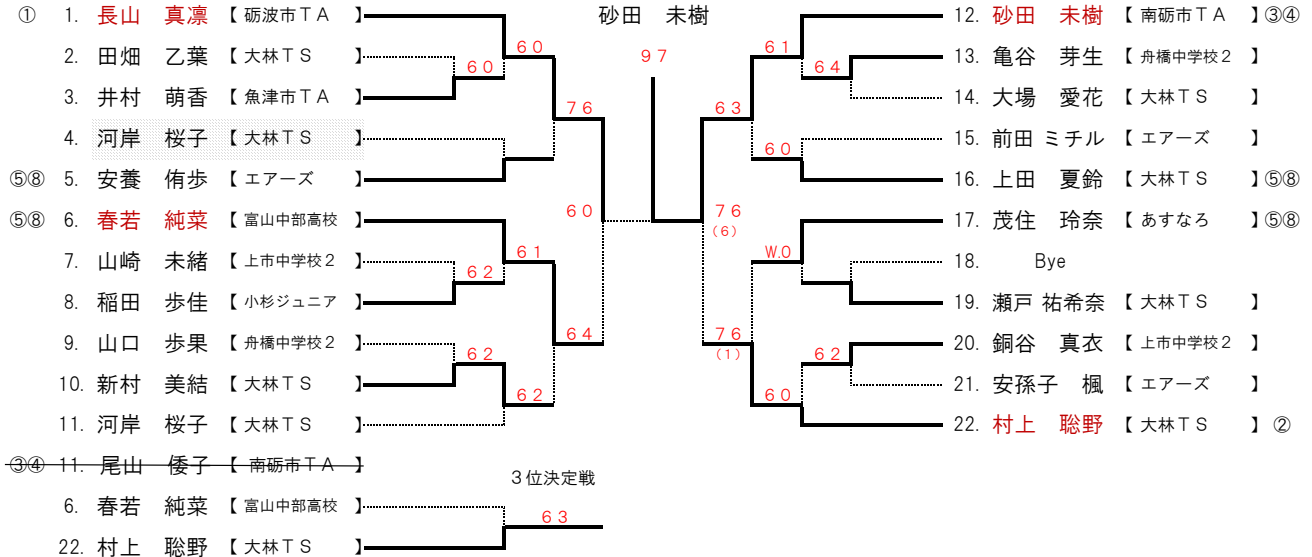 ① 1. 長山 真凛 【 砺波市ＴＡ 】
2. 田畑 乙葉 【 大林ＴＳ 】
3. 井村 萌香 【 魚津市ＴＡ 】
4. 河岸 桜子 【 大林ＴＳ 】
⑤⑧ 5. 安養 侑歩 【 エアーズ 】
⑤⑧ 6. 春若 純菜 【 富山中部高校 】
7. 山崎 未緒 【 上市中学校２ 】
8. 稲田 歩佳 【 小杉ジュニア 】
9. 山口 歩果 【 舟橋中学校２ 】
10. 新村 美結 【 大林ＴＳ 】
11. 河岸 桜子 【 大林ＴＳ 】
③④ 11. 尾山 倭子 【 南砺市ＴＡ 】
6. 春若 純菜 【 富山中部高校 】
22. 村上 聡野 【 大林ＴＳ 】
６０
６０
７６
６０
６１
６２
６４
６２
６２
３位決定戦
６３
砂田 未樹
９７
６１
６４
６３
６０
７６
（６）
W.O
７６
（１）
６２
６０
12. 砂田 未樹 【 南砺市ＴＡ 】 ③④
13. 亀谷 芽生 【 舟橋中学校２ 】
14. 大場 愛花 【 大林ＴＳ 】
15. 前田 ミチル 【 エアーズ 】
16. 上田 夏鈴 【 大林ＴＳ 】 ⑤⑧
17. 茂住 玲奈 【 あすなろ 】 ⑤⑧
18. Bye
19. 瀬戸 祐希奈 【 大林ＴＳ 】
20. 銅谷 真衣 【 上市中学校２ 】
21. 安孫子 楓 【 エアーズ 】
22. 村上 聡野 【 大林ＴＳ 】 ②